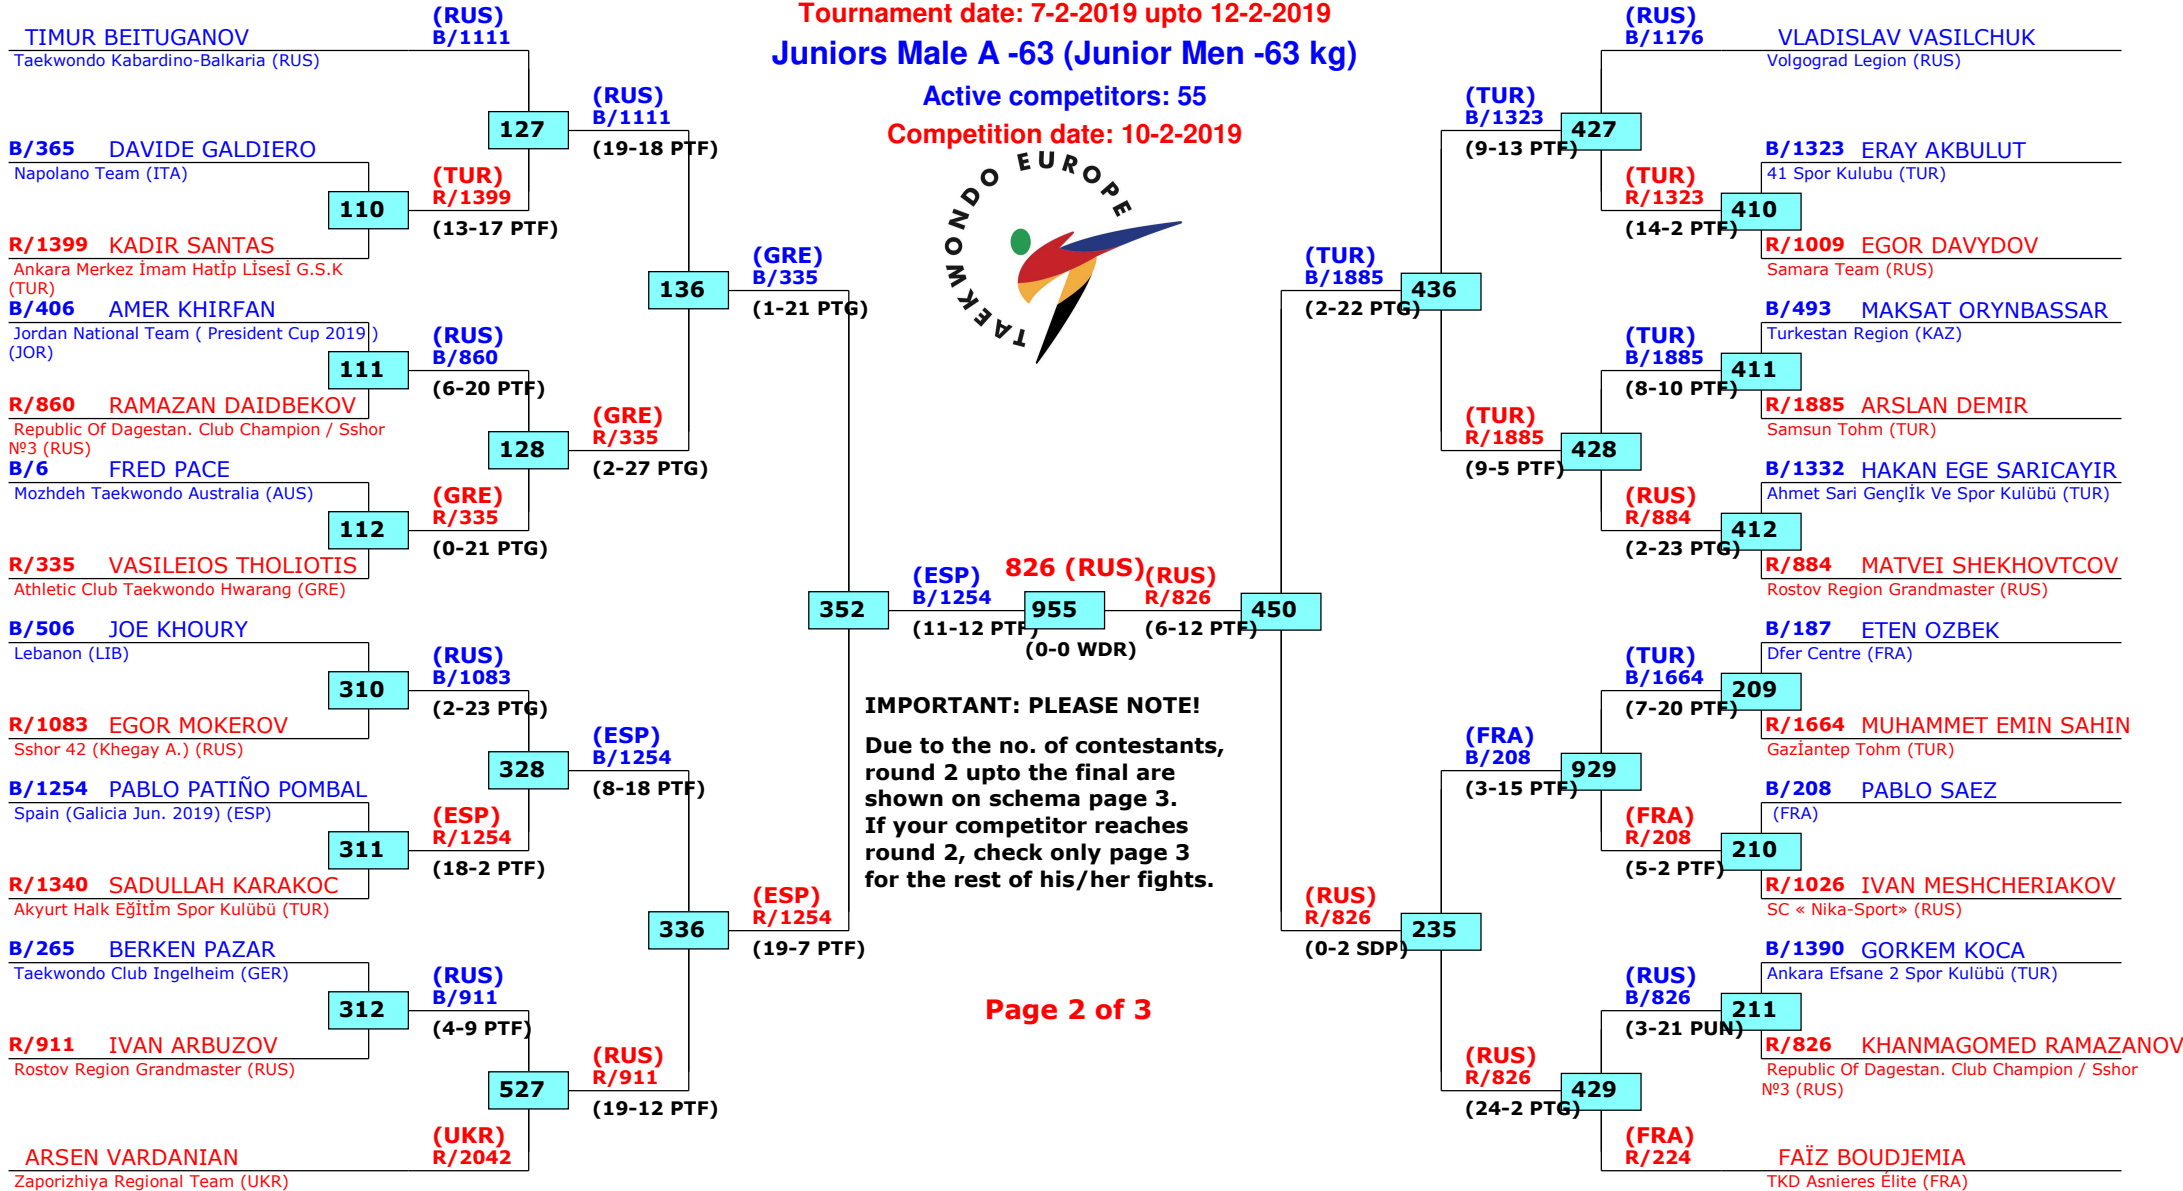 Tournament date: 7-2-2019 upto 12-2-2019
Juniors Male A -63 (Junior Men -63 kg)
Active competitors: 55
Competition date: 10-2-2019
TAEKWONDO EUROPE
TIMUR BEITUGANOV
Taekwondo Kabardino-Balkaria (RUS)
(RUS)
B/1111
B/365 DAVIDE GALDIERO
Napolano Team (ITA)
110
R/1399 KADIR SANTAS
Ankara Merkez İmam Hatİp Lİsesİ G.S.K
(TUR)
(TUR)
R/1399
(13-17 PTF)
127
(RUS)
B/1111
(19-18 PTF)
B/406 AMER KHIRFAN
Jordan National Team ( President Cup 2019 )
(JOR)
111
R/860 RAMAZAN DAIDBEKOV
Republic Of Dagestan. Club Champion / Sshor
№3 (RUS)
(RUS)
B/860
(6-20 PTF)
B/6 FRED PACE
Mozhdeh Taekwondo Australia (AUS)
112
R/335 VASILEIOS THOLIOTIS
Athletic Club Taekwondo Hwarang (GRE)
(GRE)
R/335
(0-21 PTG)
128
(GRE)
R/335
(2-27 PTG)
136
(GRE)
B/335
(1-21 PTG)
B/506 JOE KHOURY
Lebanon (LIB)
310
R/1083 EGOR MOKEROV
Sshor 42 (Khegay A.) (RUS)
(RUS)
B/1083
(2-23 PTG)
B/1254 PABLO PATIÑO POMBAL
Spain (Galicia Jun. 2019) (ESP)
311
R/1340 SADULLAH KARAKOC
Akyurt Halk Eğİtİm Spor Kulübü (TUR)
(ESP)
R/1254
(18-2 PTF)
328
(ESP)
B/1254
(8-18 PTF)
B/265 BERKEN PAZAR
Taekwondo Club Ingelheim (GER)
312
R/911 IVAN ARBUZOV
Rostov Region Grandmaster (RUS)
(RUS)
B/911
(4-9 PTF)
527
ARSEN VARDANIAN
Zaporizhiya Regional Team (UKR)
(UKR)
R/2042
(RUS)
R/911
(19-12 PTF)
336
(ESP)
R/1254
(19-7 PTF)
352
(ESP)
B/1254
(11-12 PTF)
826 (RUS)
955
(0-0 WDR)
(RUS)
R/826
(6-12 PTF)
450
IMPORTANT: PLEASE NOTE!
Due to the no. of contestants,
round 2 upto the final are
shown on schema page 3.
If your competitor reaches
round 2, check only page 3
for the rest of his/her fights.
Page 2 of 3
(RUS)
B/1176
VLADISLAV VASILCHUK
Volgograd Legion (RUS)
(TUR)
B/1323
(9-13 PTF)
427
B/1323 ERAY AKBULUT
41 Spor Kulubu (TUR)
(TUR)
R/1323
(14-2 PTF)
410
R/1009 EGOR DAVYDOV
Samara Team (RUS)
(TUR)
B/1885
(2-22 PTG)
436
B/493 MAKSAT ORYNBASSAR
Turkestan Region (KAZ)
(TUR)
B/1885
(8-10 PTF)
411
R/1885 ARSLAN DEMIR
Samsun Tohm (TUR)
(TUR)
R/1885
(9-5 PTF)
428
B/1332 HAKAN EGE SARICAYIR
Ahmet Sari Gençlİk Ve Spor Kulübü (TUR)
(RUS)
R/884
(2-23 PTG)
412
R/884 MATVEI SHEKHOVTCOV
Rostov Region Grandmaster (RUS)
B/187 ETEN OZBEK
Dfer Centre (FRA)
(TUR)
B/1664
(7-20 PTF)
209
R/1664 MUHAMMET EMIN SAHIN
Gazİantep Tohm (TUR)
(FRA)
B/208
(3-15 PTF)
929
B/208 PABLO SAEZ
(FRA)
(FRA)
R/208
(5-2 PTF)
210
R/1026 IVAN MESHCHERIAKOV
SC « Nika-Sport» (RUS)
(RUS)
R/826
(0-2 SDP)
235
B/1390 GORKEM KOCA
Ankara Efsane 2 Spor Kulübü (TUR)
(RUS)
B/826
(3-21 PUN)
211
R/826 KHANMAGOMED RAMAZANOV
Republic Of Dagestan. Club Champion / Sshor
№3 (RUS)
(RUS)
R/826
(24-2 PTG)
429
(FRA)
R/224
FAÏZ BOUDJEMIA
TKD Asnieres Élite (FRA)